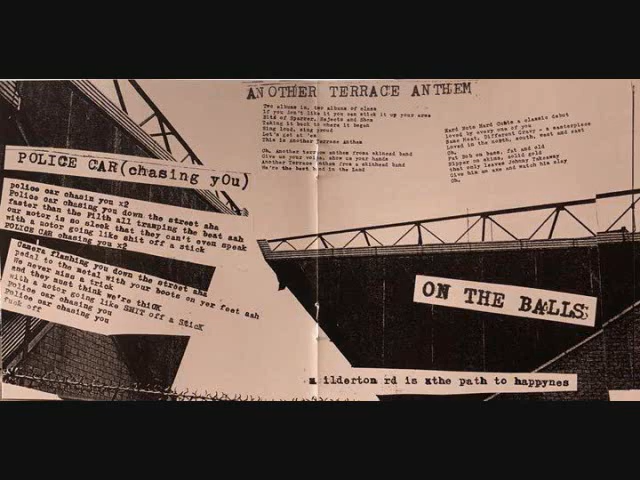 ANOTHER TERRACE ANTHEM
Two albums in, two albums of class
if you don't like it you can stick it up your arse
Bits of Sparrer, Rejects and Sham
Taking it back to where it began
Sing loud, sing proud
Let's get at 'em
This is Another Terrace Anthem
Oh. Another terrace anthem from a skinhead band
Give us your voice, show us your hands
Another Terrace Anthem from a skinhead band
We're the best band in the land
Hard Note Hard Cunts a classic debut
loved by every one of you
Same Feet, Different Crazy - a masterpiece
Loved in the north, south, west and east
Oh.
Fat Bob on bass, fat and old
Nipper on skins, solid gold
that only leaves Johnny Takeaway
Give him an axe and watch him slay
Oh.
POLICE CAR(chasing yOu)
police car chasin you x2
Police car chasing you down the street aha
faster than the Filth all tramping the beat aah
our motor is so sleek that they can't even speak
with a motor going like shit off a stick
POLICE CAR chasing you x2
Camera flashing you down the street aha
pedal to the metal with your boots on yer feet aah
We never miss a trick
and they must think we're thiCK
with a motor going like SHIT off a StiCK
Police car chasing you
Police car chasing you
fuck off
ON THE BALLS
ilderton rd is the path to happynes